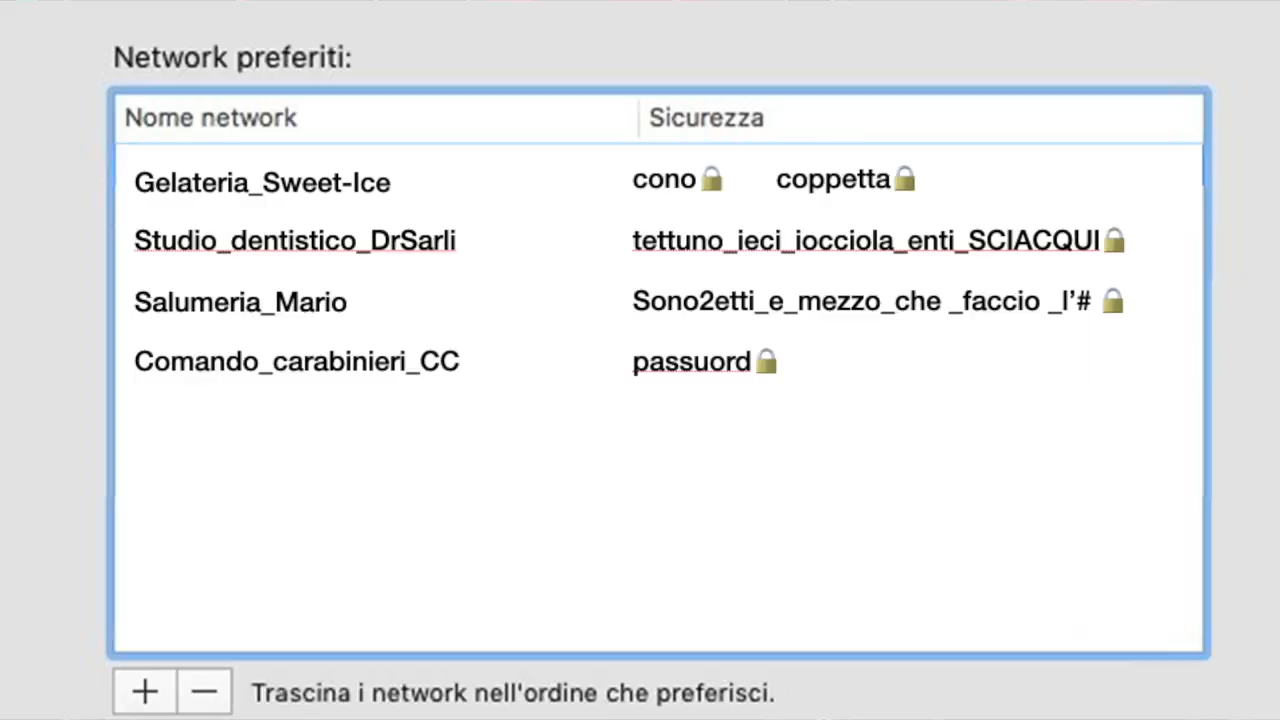 Network preferiti:
Nome network Sicurezza
Gelateria_Sweet-Ice cono🔒 coppetta🔒
Studio_dentistico_DrSarli tettuno_ieci_iocciola_enti_SCIACQUI🔒
Salumeria_Mario Sono2etti_e_mezzo_che _faccio _l’# 🔒
Comando_carabinieri_CC passuord🔒
+ − Trascina i network nell'ordine che preferisci.